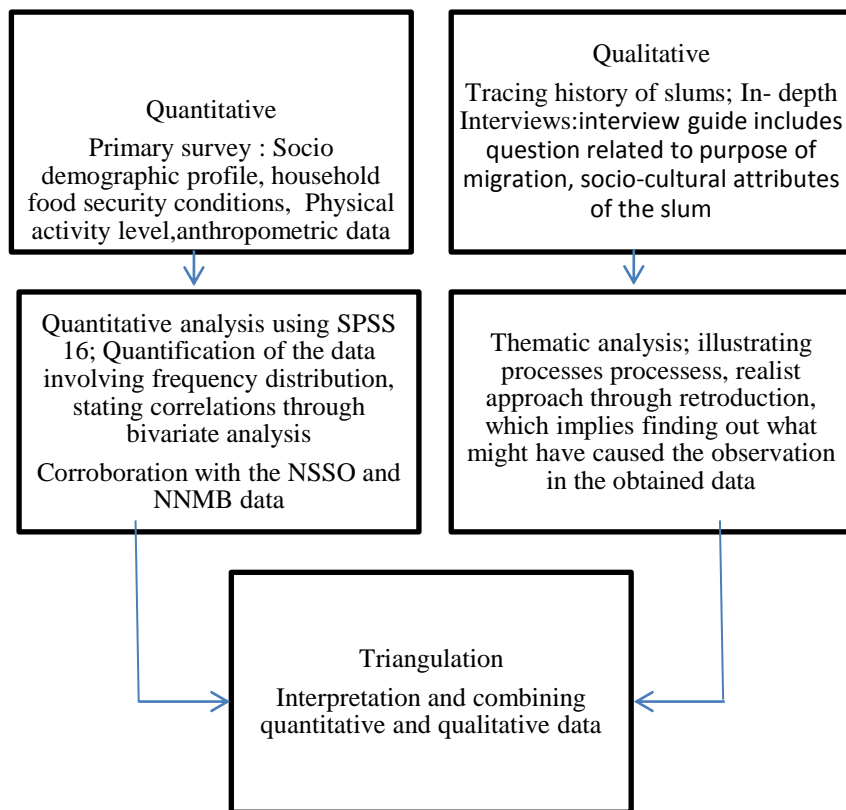 Quantitative
Primary survey : Socio
demographic profile, household
food security conditions, Physical
activity level,anthropometric data
Qualitative
Tracing history of slums; In- depth
Interviews:interview guide includes
question related to purpose of
migration, socio-cultural attributes
of the slum
Quantitative analysis using SPSS
16; Quantification of the data
involving frequency distribution,
stating correlations through
bivariate analysis
Corroboration with the NSSO and
NNMB data
Thematic analysis; illustrating
processes processess, realist
approach through retroduction,
which implies finding out what
might have caused the observation
in the obtained data
Triangulation
Interpretation and combining
quantitative and qualitative data